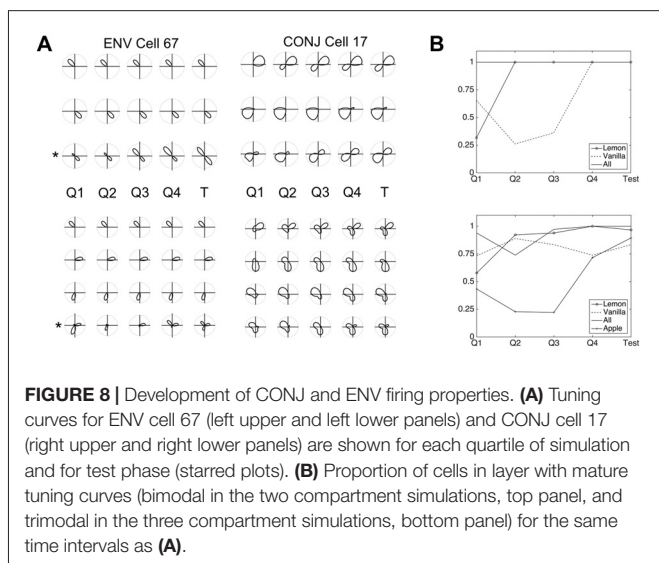 A
ENV Cell 67
CONJ Cell 17
*
Q1 Q2 Q3 Q4 T
Q1 Q2 Q3 Q4 T
*
B
1
0.75
0.5
0.25
0
Q1 Q2 Q3 Q4 Test
Lemon
Vanilla
All
1
0.75
0.5
0.25
0
Q1 Q2 Q3 Q4 Test
Lemon
Vanilla
All
Apple
FIGURE 8 | Development of CONJ and ENV firing properties. (A) Tuning
curves for ENV cell 67 (left upper and left lower panels) and CONJ cell 17
(right upper and right lower panels) are shown for each quartile of simulation
and for test phase (starred plots). (B) Proportion of cells in layer with mature
tuning curves (bimodal in the two compartment simulations, top panel, and
trimodal in the three compartment simulations, bottom panel) for the same
time intervals as (A).